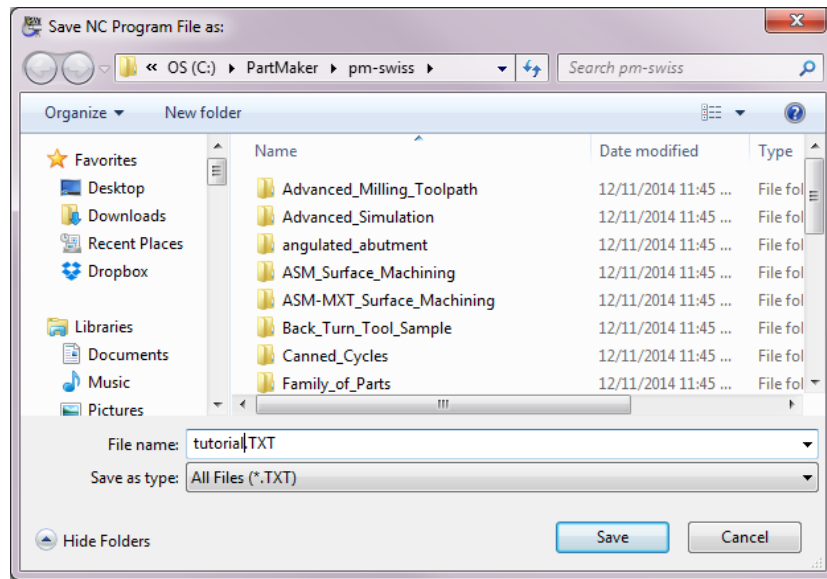 Save NC Program File as:
« OS (C:) PartMaker pm-swiss Search pm-swiss
Organize New folder
Name Date modified Type
Favorites
Desktop
Downloads
Recent Places
Dropbox
Libraries
Documents
Music
Pictures
Advanced_Milling_Toolpath 12/11/2014 11:45 ... File fol
Advanced_Simulation 12/11/2014 11:45 ... File fol
angulated_abutment 12/11/2014 11:45 ... File fol
ASM_Surface_Machining 12/11/2014 11:45 ... File fol
ASM-MXT_Surface_Machining 12/11/2014 11:45 ... File fol
Back_Turn_Tool_Sample 12/11/2014 11:45 ... File fol
Canned_Cycles 12/11/2014 11:45 ... File fol
Family_of_Parts 12/11/2014 11:45 ... File fol
File name: tutorial.TXT
Save as type: All Files (*.TXT)
Hide Folders Save Cancel